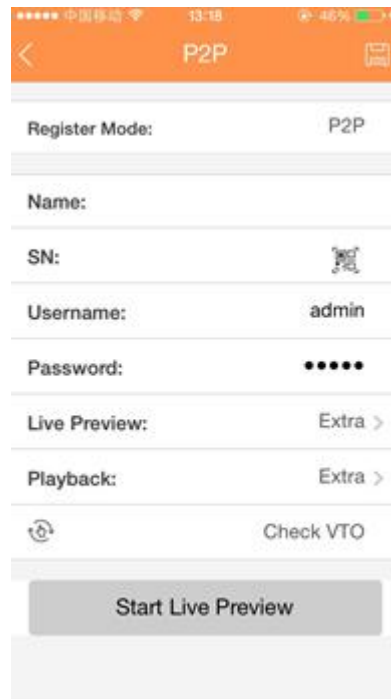 中国移动 13:18 46%
P2P
Register Mode: P2P
Name:
SN:
Username: admin
Password: •••••
Live Preview: Extra
Playback: Extra
Check VTO
Start Live Preview